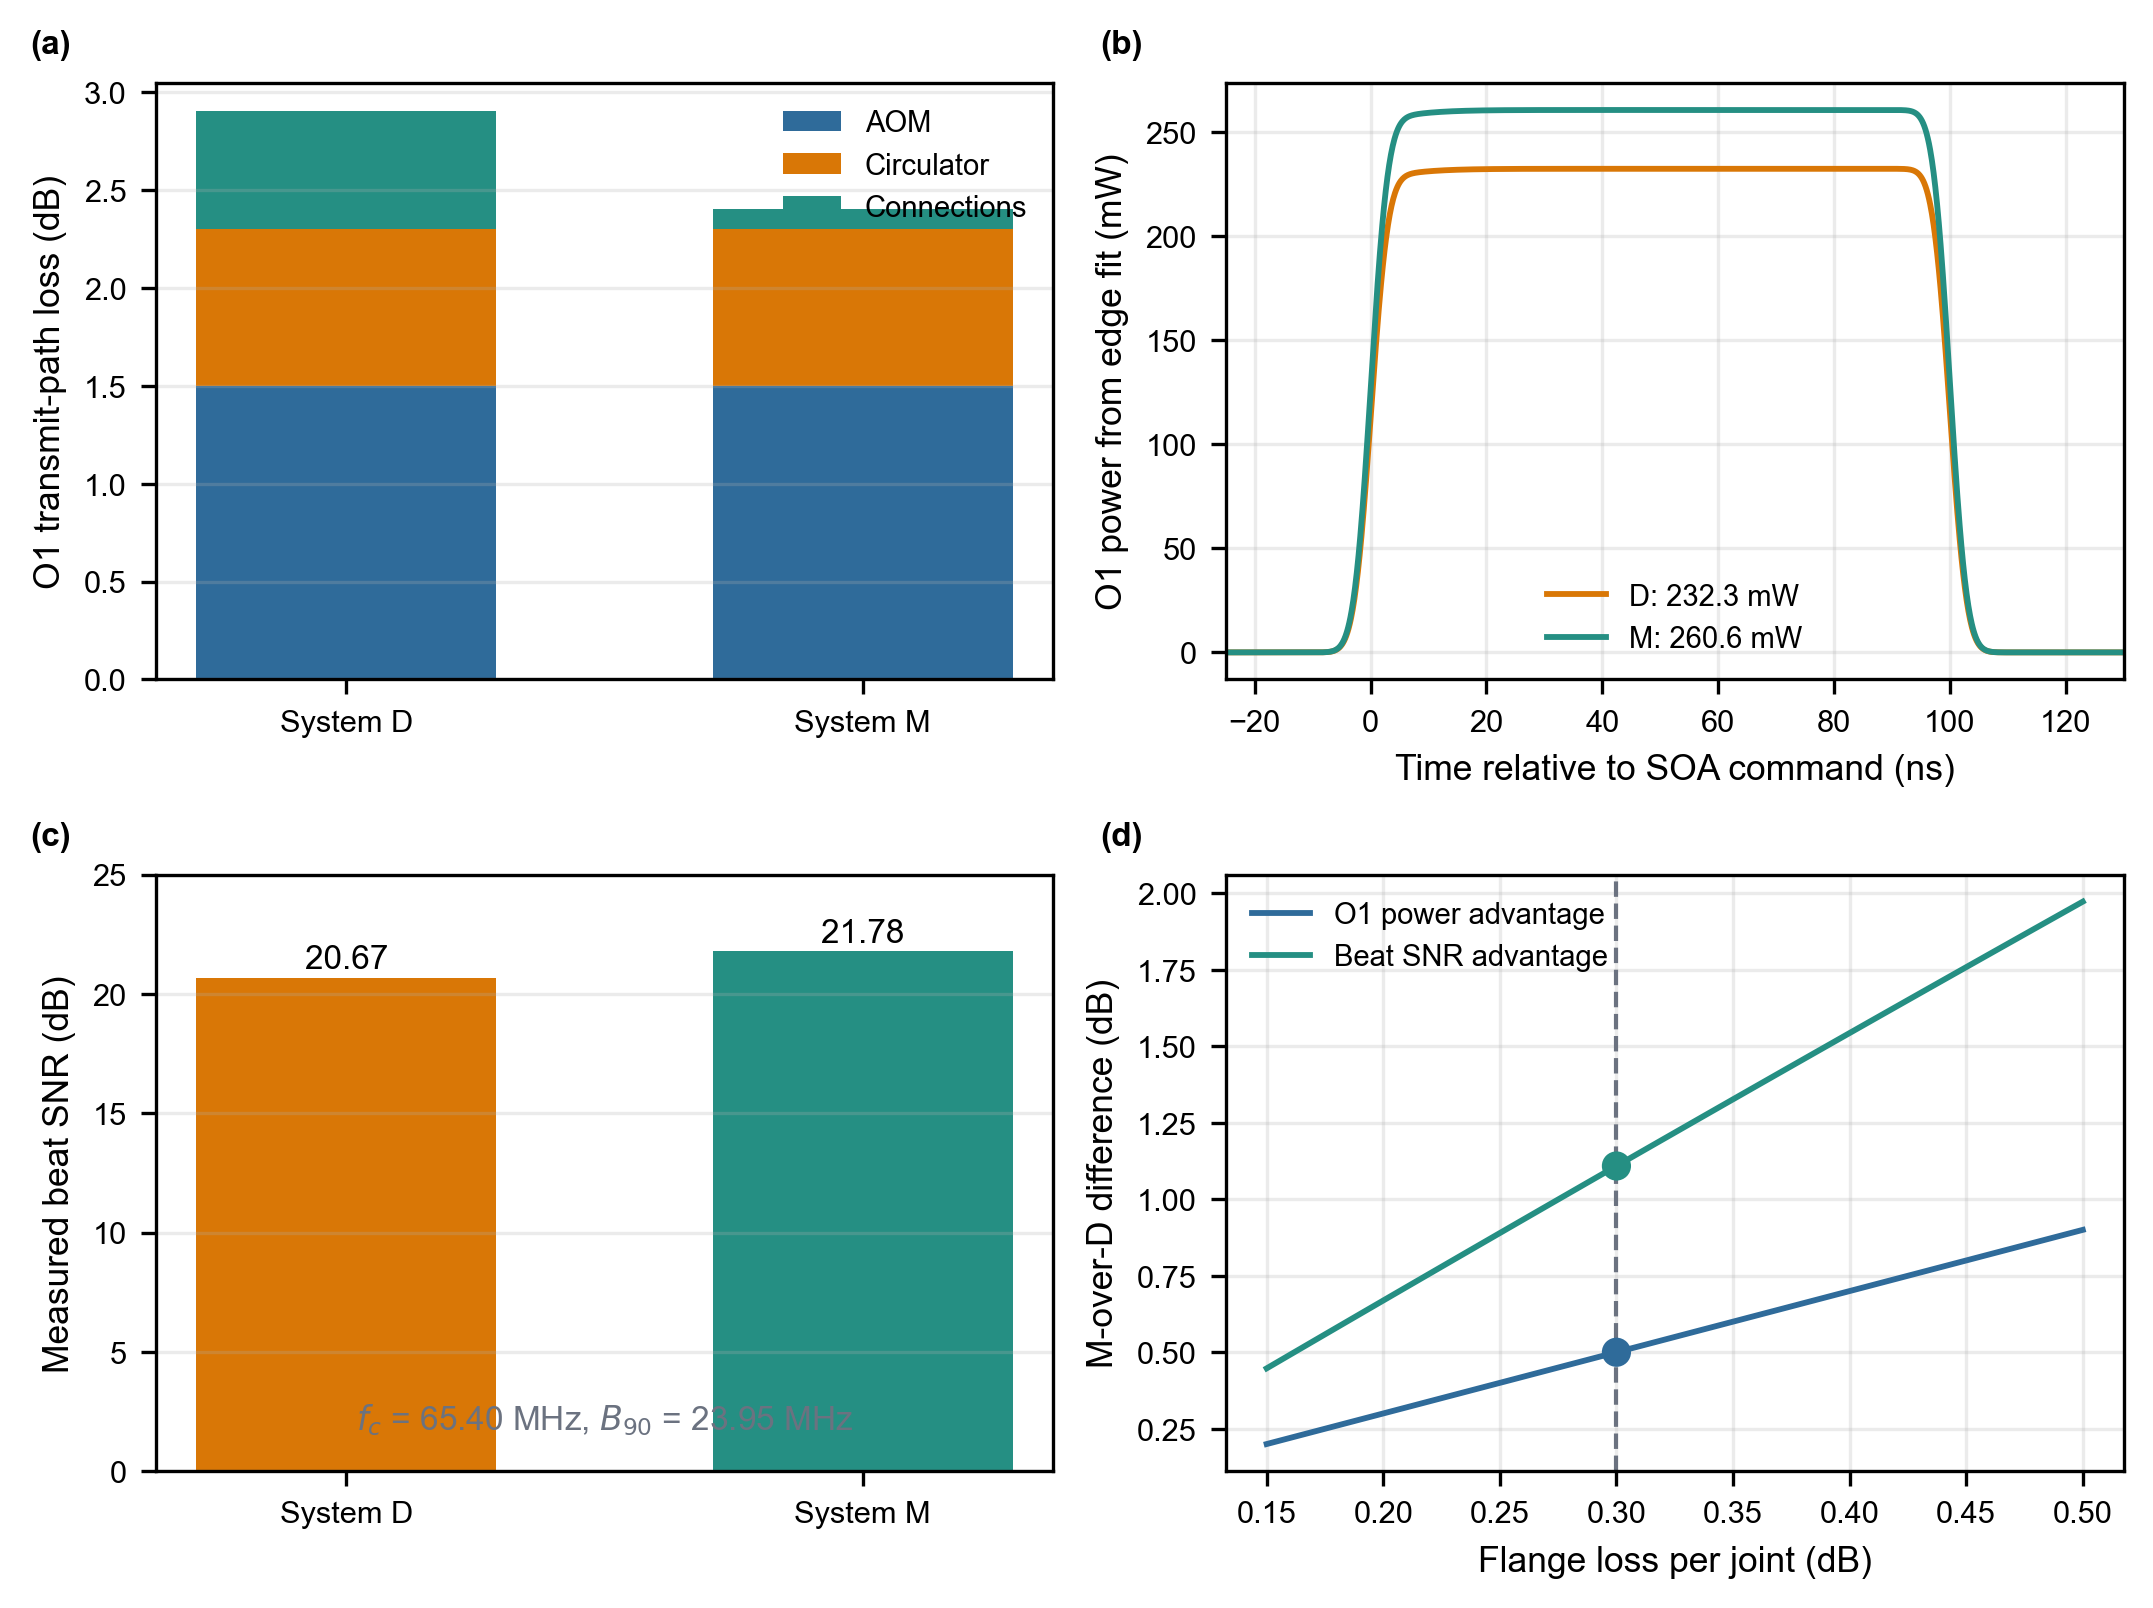 (a)
O1 transmit-path loss (dB)
3.0
2.5
2.0
1.5
1.0
0.5
0.0
AOM
Circulator
Connections
System D
System M
(b)
O1 power from edge fit (mW)
250
200
150
100
50
0
D: 232.3 mW
M: 260.6 mW
−20
0
20
40
60
80
100
120
Time relative to SOA command (ns)
(c)
Measured beat SNR (dB)
25
20
15
10
5
0
20.67
21.78
f_c = 65.40 MHz, B_90 = 23.95 MHz
System D
System M
(d)
M-over-D difference (dB)
2.00
1.75
1.50
1.25
1.00
0.75
0.50
0.25
O1 power advantage
Beat SNR advantage
0.15
0.20
0.25
0.30
0.35
0.40
0.45
0.50
Flange loss per joint (dB)